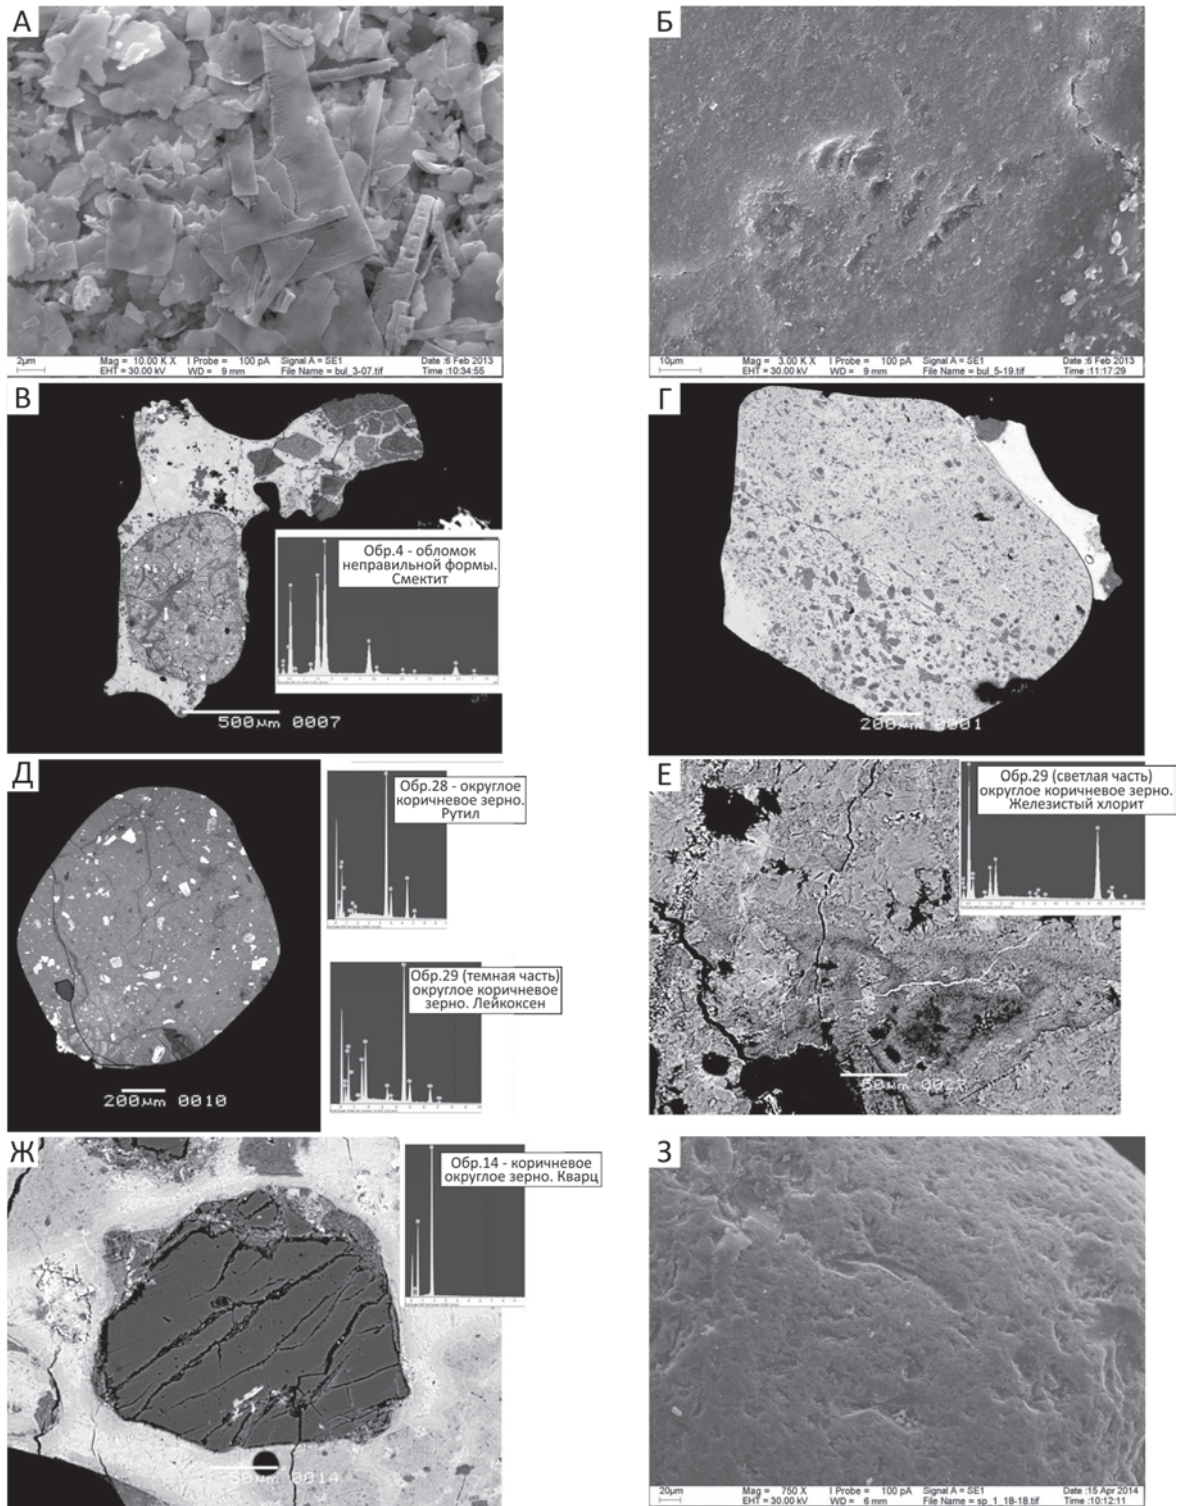 А
2µm
Mag = 10.00 K X I Probe = 100 pA Signal A = SE1 Date :6 Feb 2013
EHT = 30.00 kV WD = 9 mm File Name = bul_3-07.tif Time :10:34:55
Б
10µm
Mag = 3.00 K X I Probe = 100 pA Signal A = SE1 Date :6 Feb 2013
EHT = 30.00 kV WD = 9 mm File Name = bul_5-19.tif Time :11:17:29
В
Обр.4 - обломок
неправильной формы.
Смектит
500µm 0007
Г
200µm 0001
Д
Обр.28 - округлое
коричневое зерно.
Рутил
Обр.29 (темная часть)
округлое коричневое
зерно. Лейкоксен
200µm 0010
Е
Обр.29 (светлая часть)
округлое коричневое зерно.
Железистый хлорит
50µm
Ж
Обр.14 - коричневое
округлое зерно. Кварц
50µm 0014
З
20µm
Mag = 750 X I Probe = 100 pA Signal A = SE1 Date :15 Apr 2014
EHT = 30.00 kV WD = 6 mm File Name = sp_1_18-18.tif Time :10:12:11